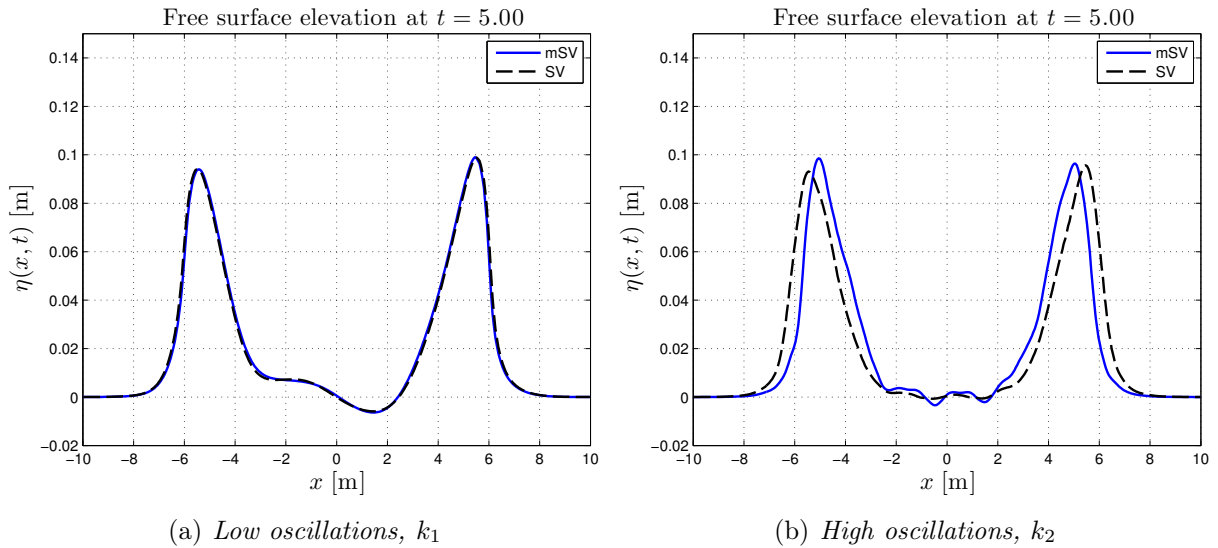 Free surface elevation at t = 5.00
mSV
SV
0.14
0.12
0.1
0.08
0.06
0.04
0.02
0
−0.02
η(x, t) [m]
−10 −8 −6 −4 −2 0 2 4 6 8 10
x [m]
(a) Low oscillations, k₁
Free surface elevation at t = 5.00
mSV
SV
0.14
0.12
0.1
0.08
0.06
0.04
0.02
0
−0.02
η(x, t) [m]
−10 −8 −6 −4 −2 0 2 4 6 8 10
x [m]
(b) High oscillations, k₂